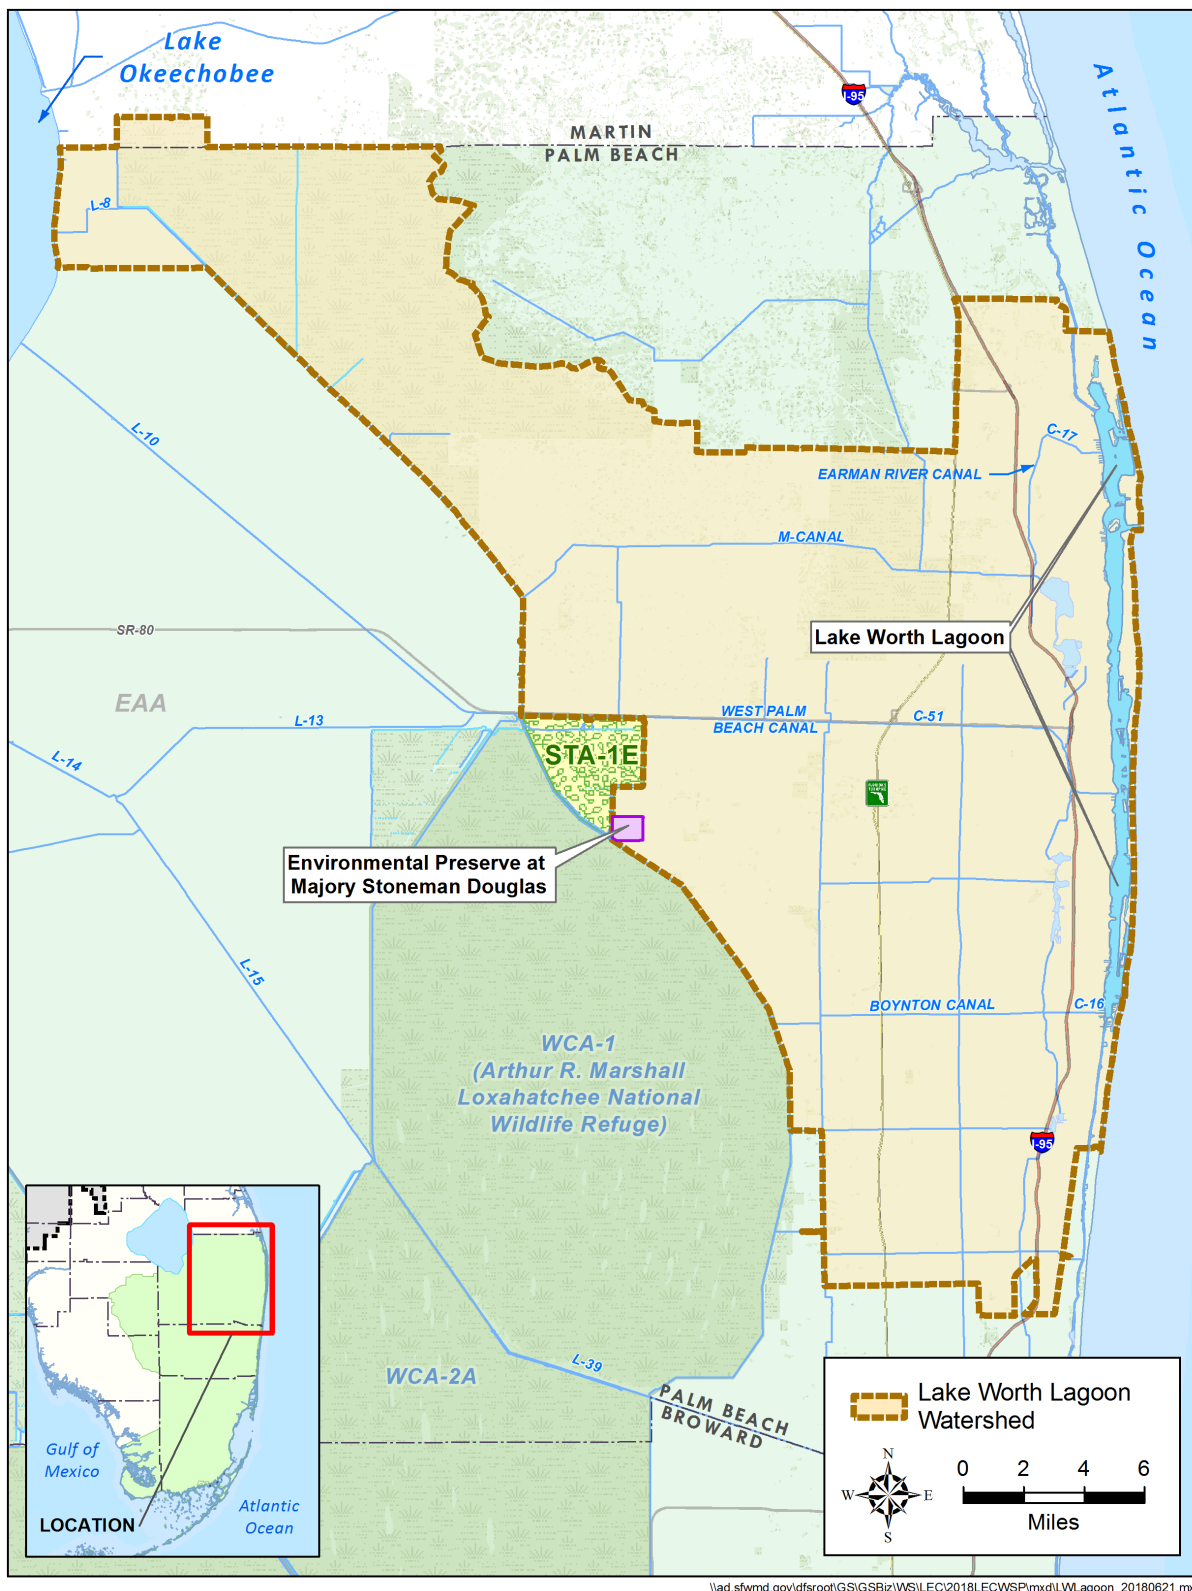 Lake
Okeechobee
I-95
Atlantic Ocean
MARTIN
PALM BEACH
L-8
L-10
C-17
EARMAN RIVER CANAL
M-CANAL
SR-80
Lake Worth Lagoon
EAA
L-13
WEST PALM
BEACH CANAL
C-51
L-14
STA-1E
Environmental Preserve at
Majory Stoneman Douglas
L-15
BOYNTON CANAL
C-16
WCA-1
(Arthur R. Marshall
Loxahatchee National
Wildlife Refuge)
I-95
L-39
WCA-2A
PALM BEACH
BROWARD
Gulf of
Mexico
Atlantic
Ocean
LOCATION
Lake Worth Lagoon
Watershed
N
W
E
S
0 2 4 6
Miles
\\ad.sfwmd.gov\dfsroot\GS\GSBiz\WS\LEC\2018LECWSP\mxd\LWLagoon_20180621.m